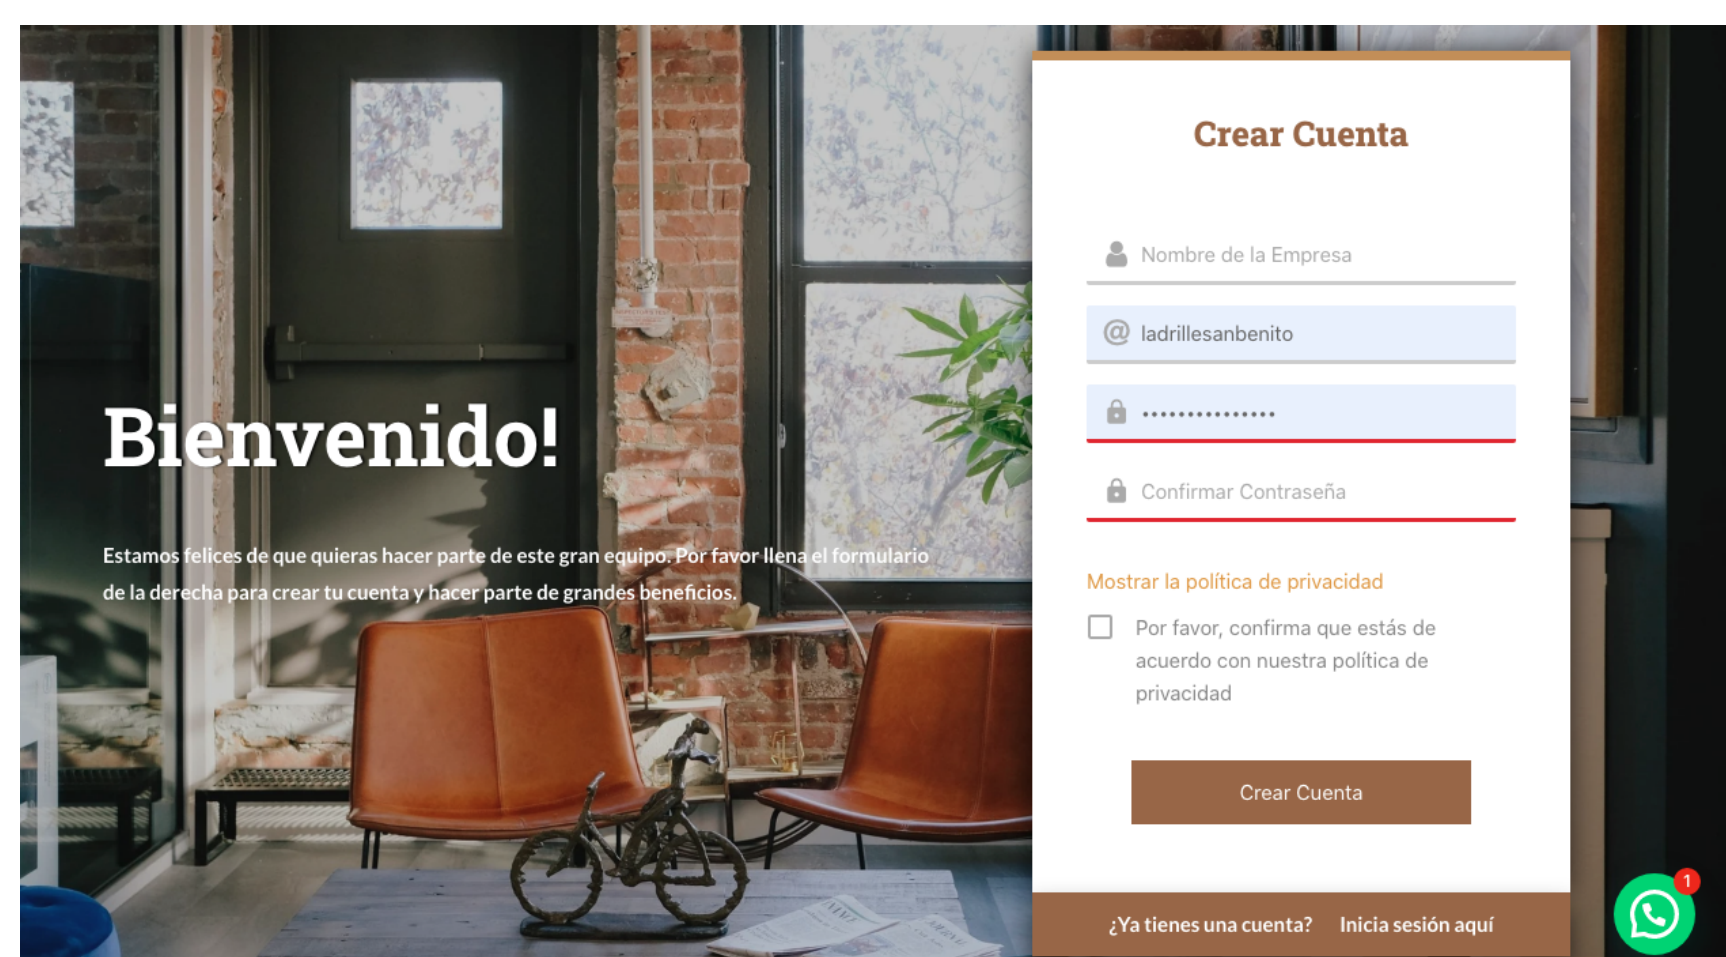 Crear Cuenta
Nombre de la Empresa
@ ladrillesanbenito
•••••••••••••••
Confirmar Contraseña
Mostrar la política de privacidad
Por favor, confirma que estás de
acuerdo con nuestra política de
privacidad
Crear Cuenta
¿Ya tienes una cuenta? Inicia sesión aquí
Bienvenido!
Estamos felices de que quieras hacer parte de este gran equipo. Por favor llena el formulario
de la derecha para crear tu cuenta y hacer parte de grandes beneficios.
1